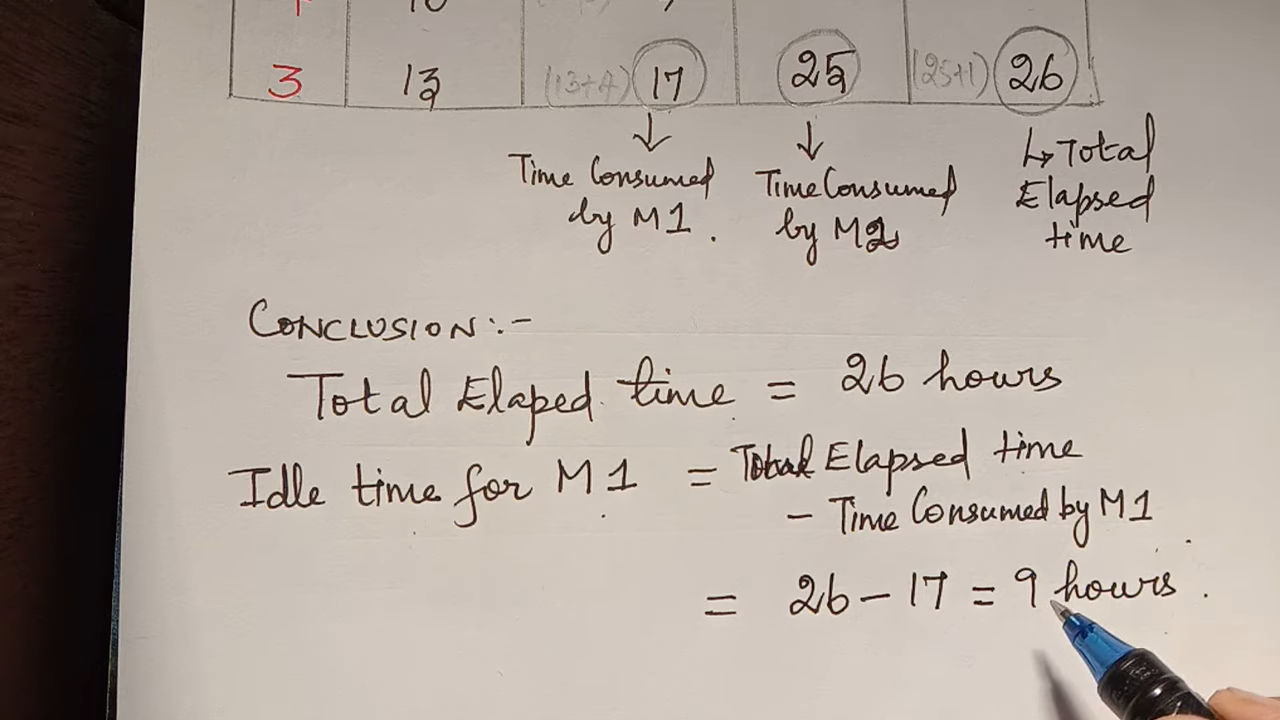 3 13 (13+4) 17 25 (25+1) 26
Time Consumed by M1.
Time Consumed by M2
↳ Total Elapsed time
CONCLUSION:-
Total Elaped. time = 26 hours
Idle time for M1 = Total Elapsed time
- Time Consumed by M1
= 26 - 17 = 9 hours.